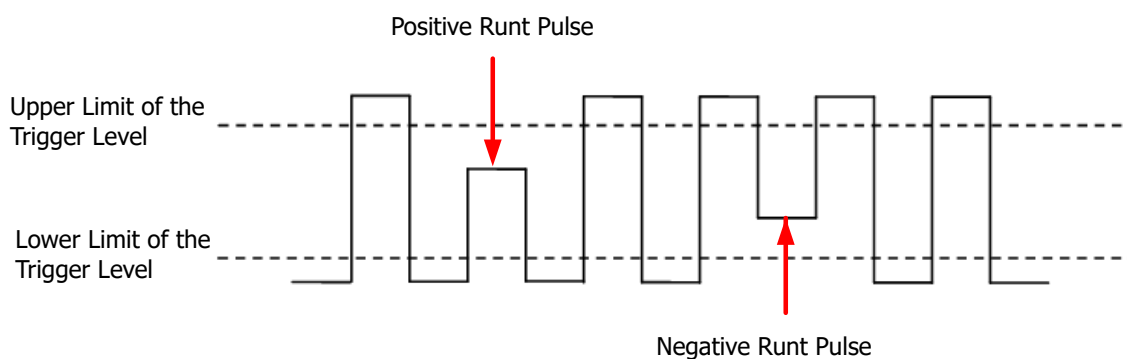 Positive Runt Pulse
Upper Limit of the
Trigger Level
Lower Limit of the
Trigger Level
Negative Runt Pulse